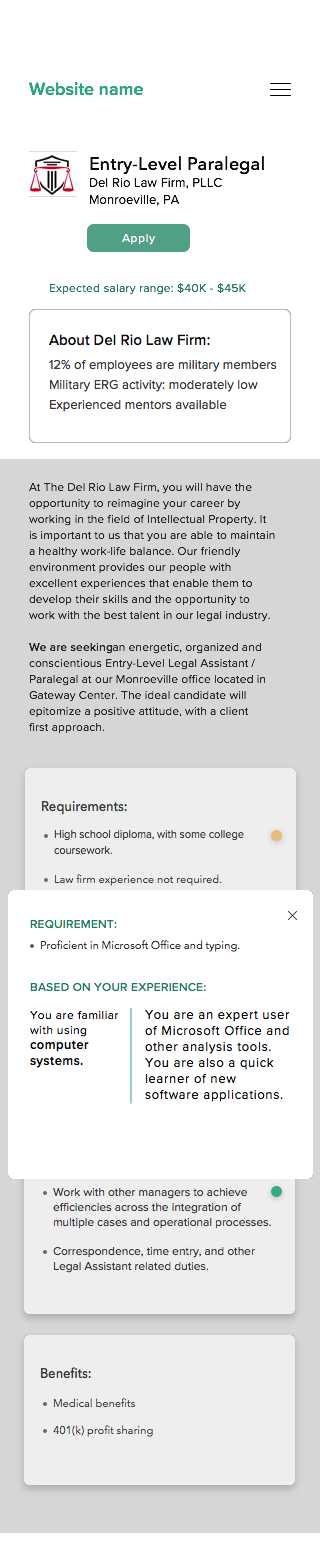 Website name
Entry-Level Paralegal
Del Rio Law Firm, PLLC
Monroeville, PA
Apply
Expected salary range: $40K - $45K
About Del Rio Law Firm:
12% of employees are military members
Military ERG activity: moderately low
Experienced mentors available
At The Del Rio Law Firm, you will have the
opportunity to reimagine your career by
working in the field of Intellectual Property. It
is important to us that you are able to maintain
a healthy work-life balance. Our friendly
environment provides our people with
excellent experiences that enable them to
develop their skills and the opportunity to
work with the best talent in our legal industry.
We are seekingan energetic, organized and
conscientious Entry-Level Legal Assistant /
Paralegal at our Monroeville office located in
Gateway Center. The ideal candidate will
epitomize a positive attitude, with a client
first approach.
Requirements:
• High school diploma, with some college
coursework.
• Law firm experience not required.
REQUIREMENT:
• Proficient in Microsoft Office and typing.
BASED ON YOUR EXPERIENCE:
You are familiar
with using
computer
systems.
You are an expert user
of Microsoft Office and
other analysis tools.
You are also a quick
learner of new
software applications.
• Work with other managers to achieve
efficiencies across the integration of
multiple cases and operational processes.
• Correspondence, time entry, and other
Legal Assistant related duties.
Benefits:
• Medical benefits
• 401(k) profit sharing